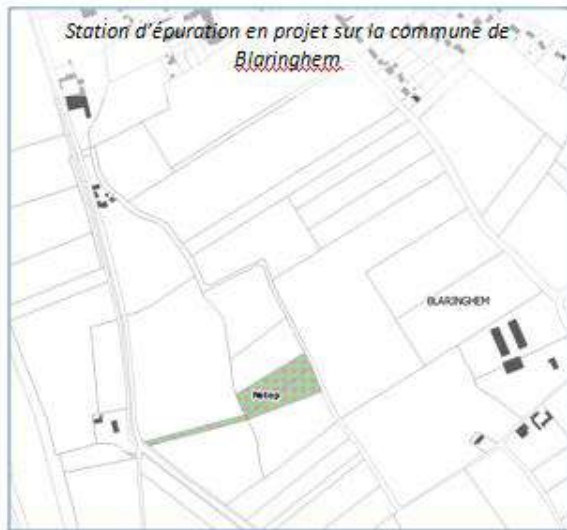 Station d'épuration en projet sur la commune de
Blaringhem
BLARINGHEM